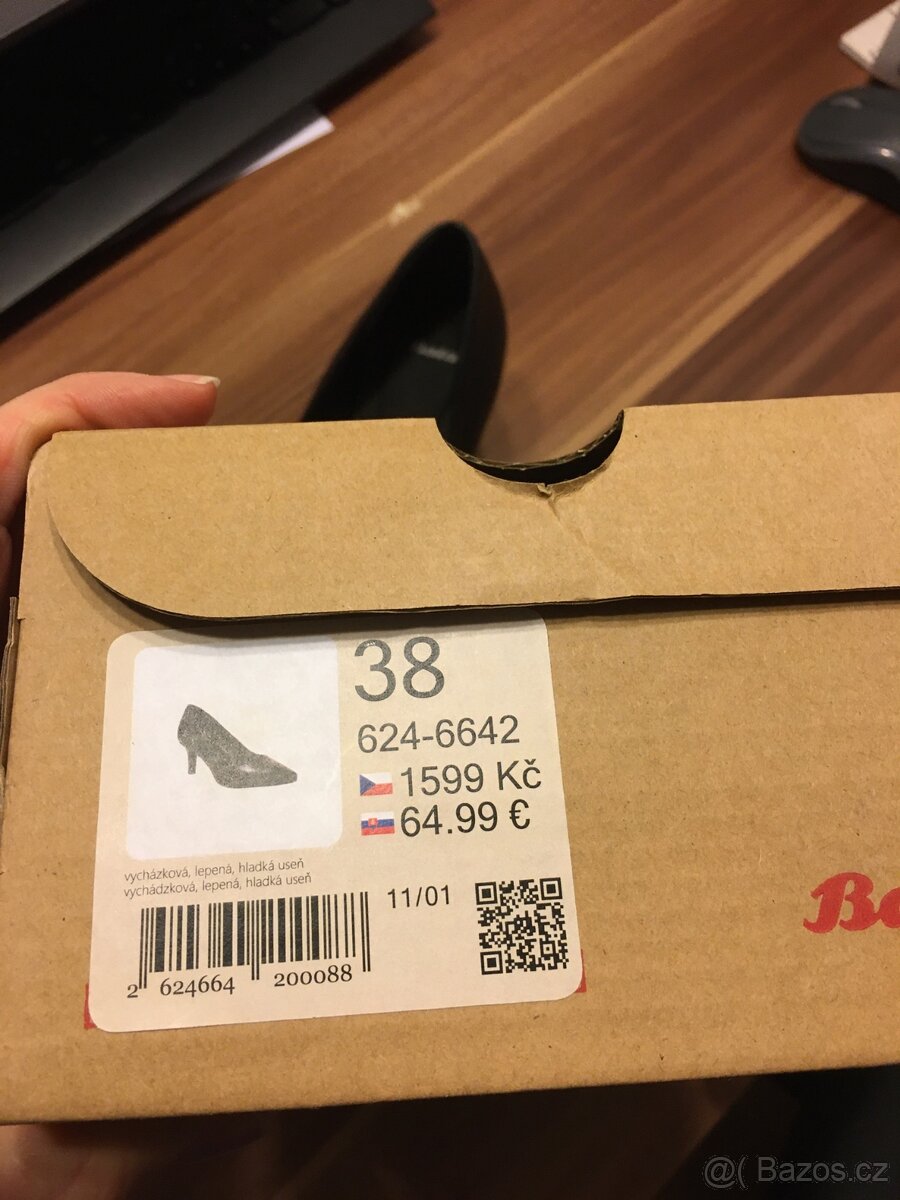 38
624-6642
1599 Kč
64.99 €
vycházková, lepená, hladká useň
vychádzková, lepená, hladká useň
11/01
2 624664 200088
Ba
@( Bazos.cz